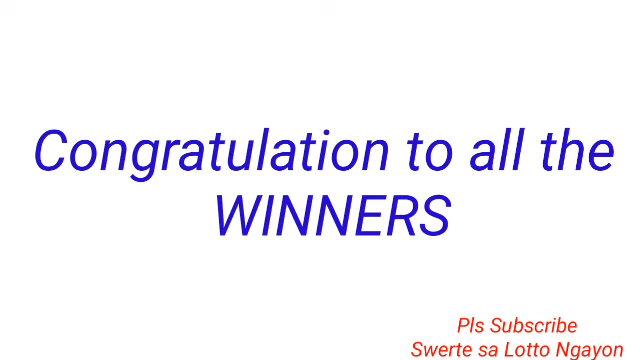 Congratulation to all the
WINNERS
Pls Subscribe
Swerte sa Lotto Ngayon